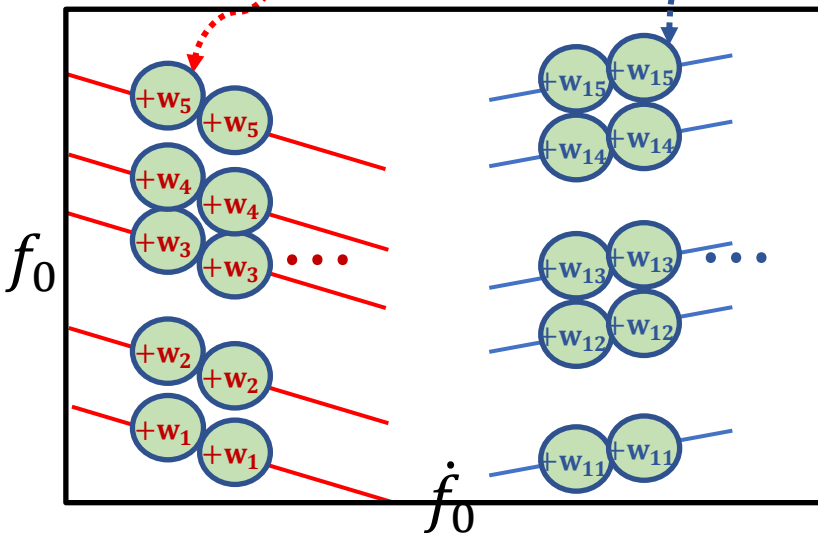 +w₅ +w₅
+w₄ +w₄
+w₃ +w₃ ...
+w₂ +w₂
+w₁ +w₁
+w₁₅ +w₁₅
+w₁₄ +w₁₄
+w₁₃ +w₁₃ ...
+w₁₂ +w₁₂
+w₁₁ +w₁₁
f₀
ḟ₀